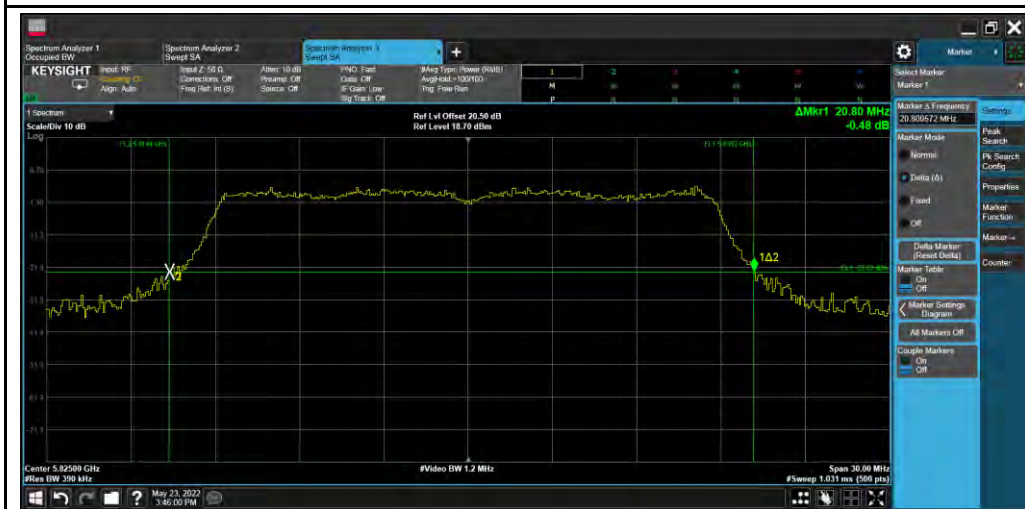 Spectrum Analyzer 1
Occupied BW
Spectrum Analyzer 2
Swept SA
Spectrum Analyzer 3
Swept SA
+
Marker
KEYSIGHT
Input: RF
Align: Auto
Input Z: 50 Ω
Corrections: Off
Freq Ref: Int (S)
Atten: 10 dB
Preamp: Off
Source: Off
PNO: Fast
Gate: Off
IF Gain: Low
Sig Track: Off
#Avg Type: Power (RMS)
Avg|Hold: >100/100
Trig: Free Run
1
M
P
Select Marker
Marker 1
1 Spectrum
Scale/Div 10 dB
Log
Ref Lvl Offset 20.50 dB
Ref Level 18.70 dBm
ΔMkr1 20.80 MHz
-0.48 dB
Marker Δ Frequency
20.800572 MHz
Settings
Marker Mode
Normal
Delta (Δ)
Fixed
Off
Delta Marker
(Reset Delta)
Marker Table
On
Off
Marker Settings
Diagram
All Markers Off
Couple Markers
On
Off
Peak
Search
Pk Search
Config
Properties
Marker
Function
Marker→
Counter
8.70
1Δ2
2
Center 5.82500 GHz
#Res BW 390 kHz
#Video BW 1.2 MHz
Span 30.00 MHz
#Sweep 1.031 ms (500 pts)
?
May 23, 2022
3:46:00 PM